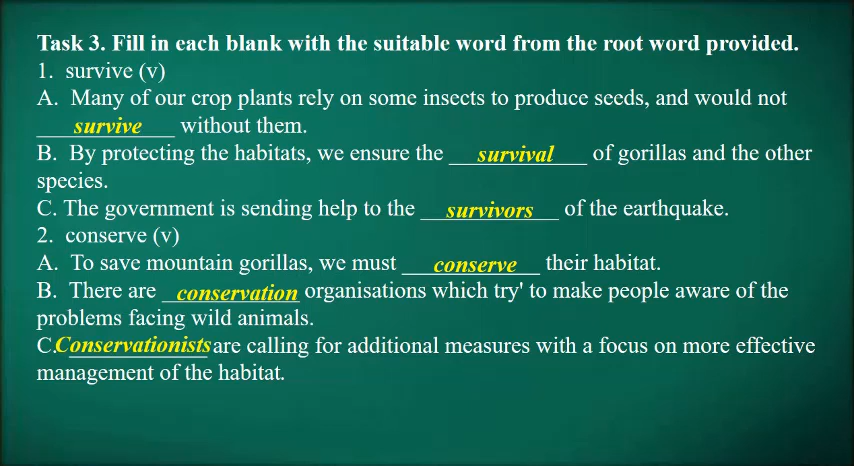 Task 3. Fill in each blank with the suitable word from the root word provided.
1. survive (v)
A. Many of our crop plants rely on some insects to produce seeds, and would not
survive without them.
B. By protecting the habitats, we ensure the survival of gorillas and the other
species.
C. The government is sending help to the survivors of the earthquake.
2. conserve (v)
A. To save mountain gorillas, we must conserve their habitat.
B. There are conservation organisations which try' to make people aware of the
problems facing wild animals.
C.Conservationists are calling for additional measures with a focus on more effective
management of the habitat.